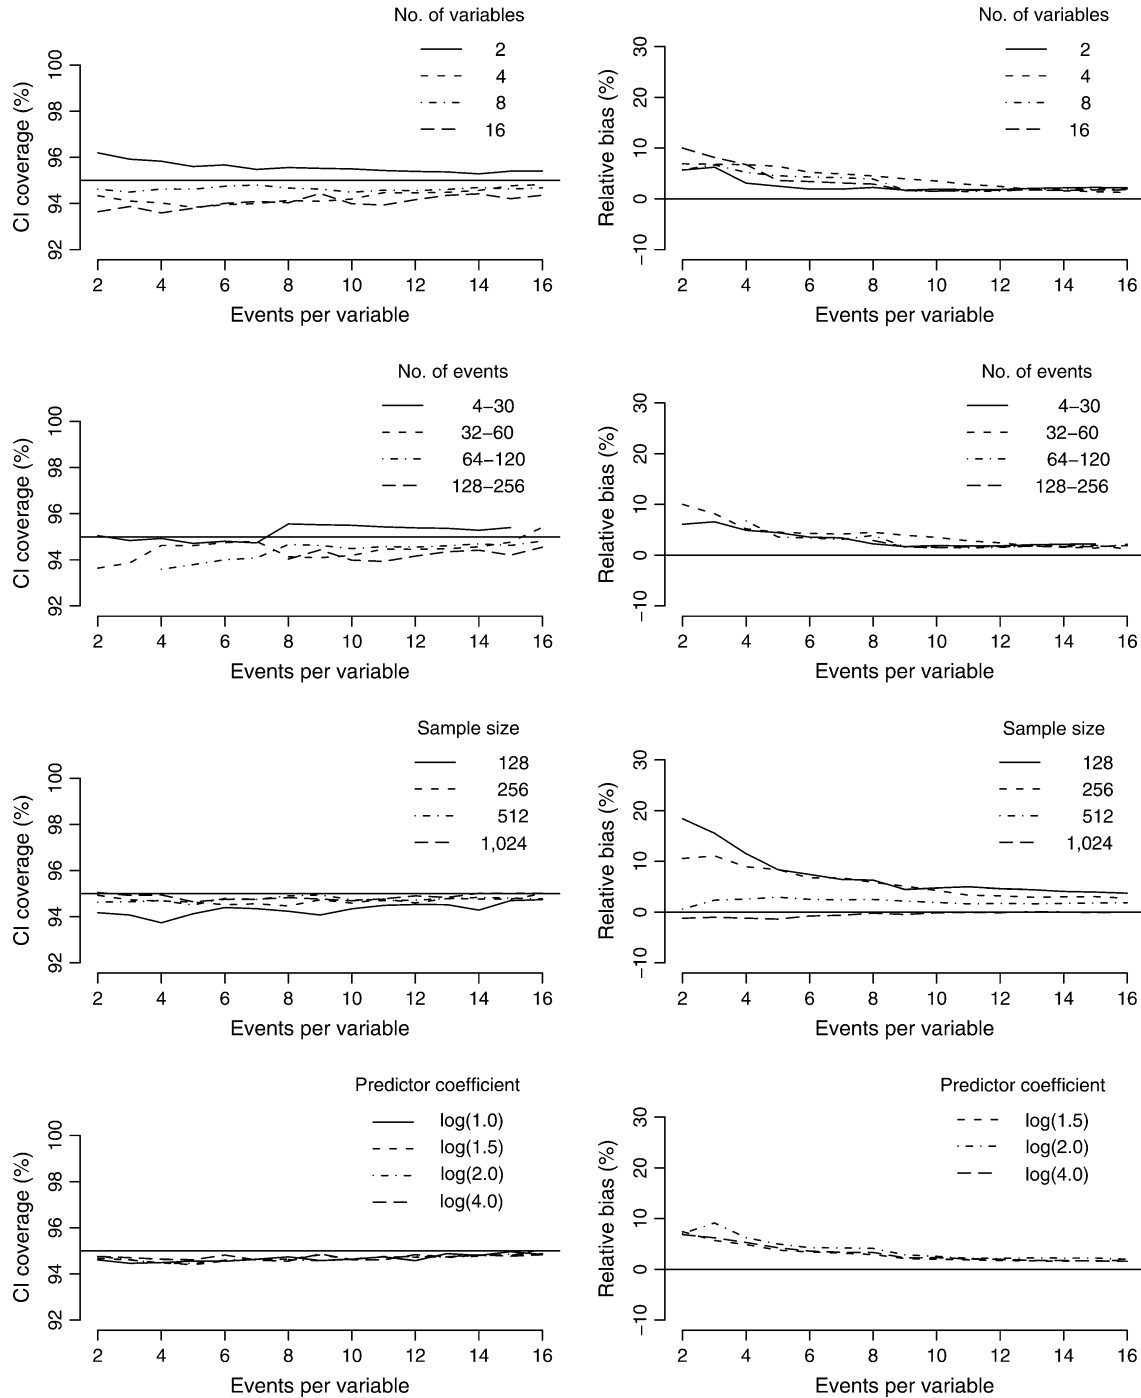 No. of variables
2
4
8
16
CI coverage (%)
100
98
96
94
92
2 4 6 8 10 12 14 16
Events per variable
No. of variables
2
4
8
16
Relative bias (%)
30
20
10
0
−10
2 4 6 8 10 12 14 16
Events per variable
No. of events
4−30
32−60
64−120
128−256
CI coverage (%)
100
98
96
94
92
2 4 6 8 10 12 14 16
Events per variable
No. of events
4−30
32−60
64−120
128−256
Relative bias (%)
30
20
10
0
−10
2 4 6 8 10 12 14 16
Events per variable
Sample size
128
256
512
1,024
CI coverage (%)
100
98
96
94
92
2 4 6 8 10 12 14 16
Events per variable
Sample size
128
256
512
1,024
Relative bias (%)
30
20
10
0
−10
2 4 6 8 10 12 14 16
Events per variable
Predictor coefficient
log(1.0)
log(1.5)
log(2.0)
log(4.0)
CI coverage (%)
100
98
96
94
92
2 4 6 8 10 12 14 16
Events per variable
Predictor coefficient
log(1.5)
log(2.0)
log(4.0)
Relative bias (%)
30
20
10
0
−10
2 4 6 8 10 12 14 16
Events per variable